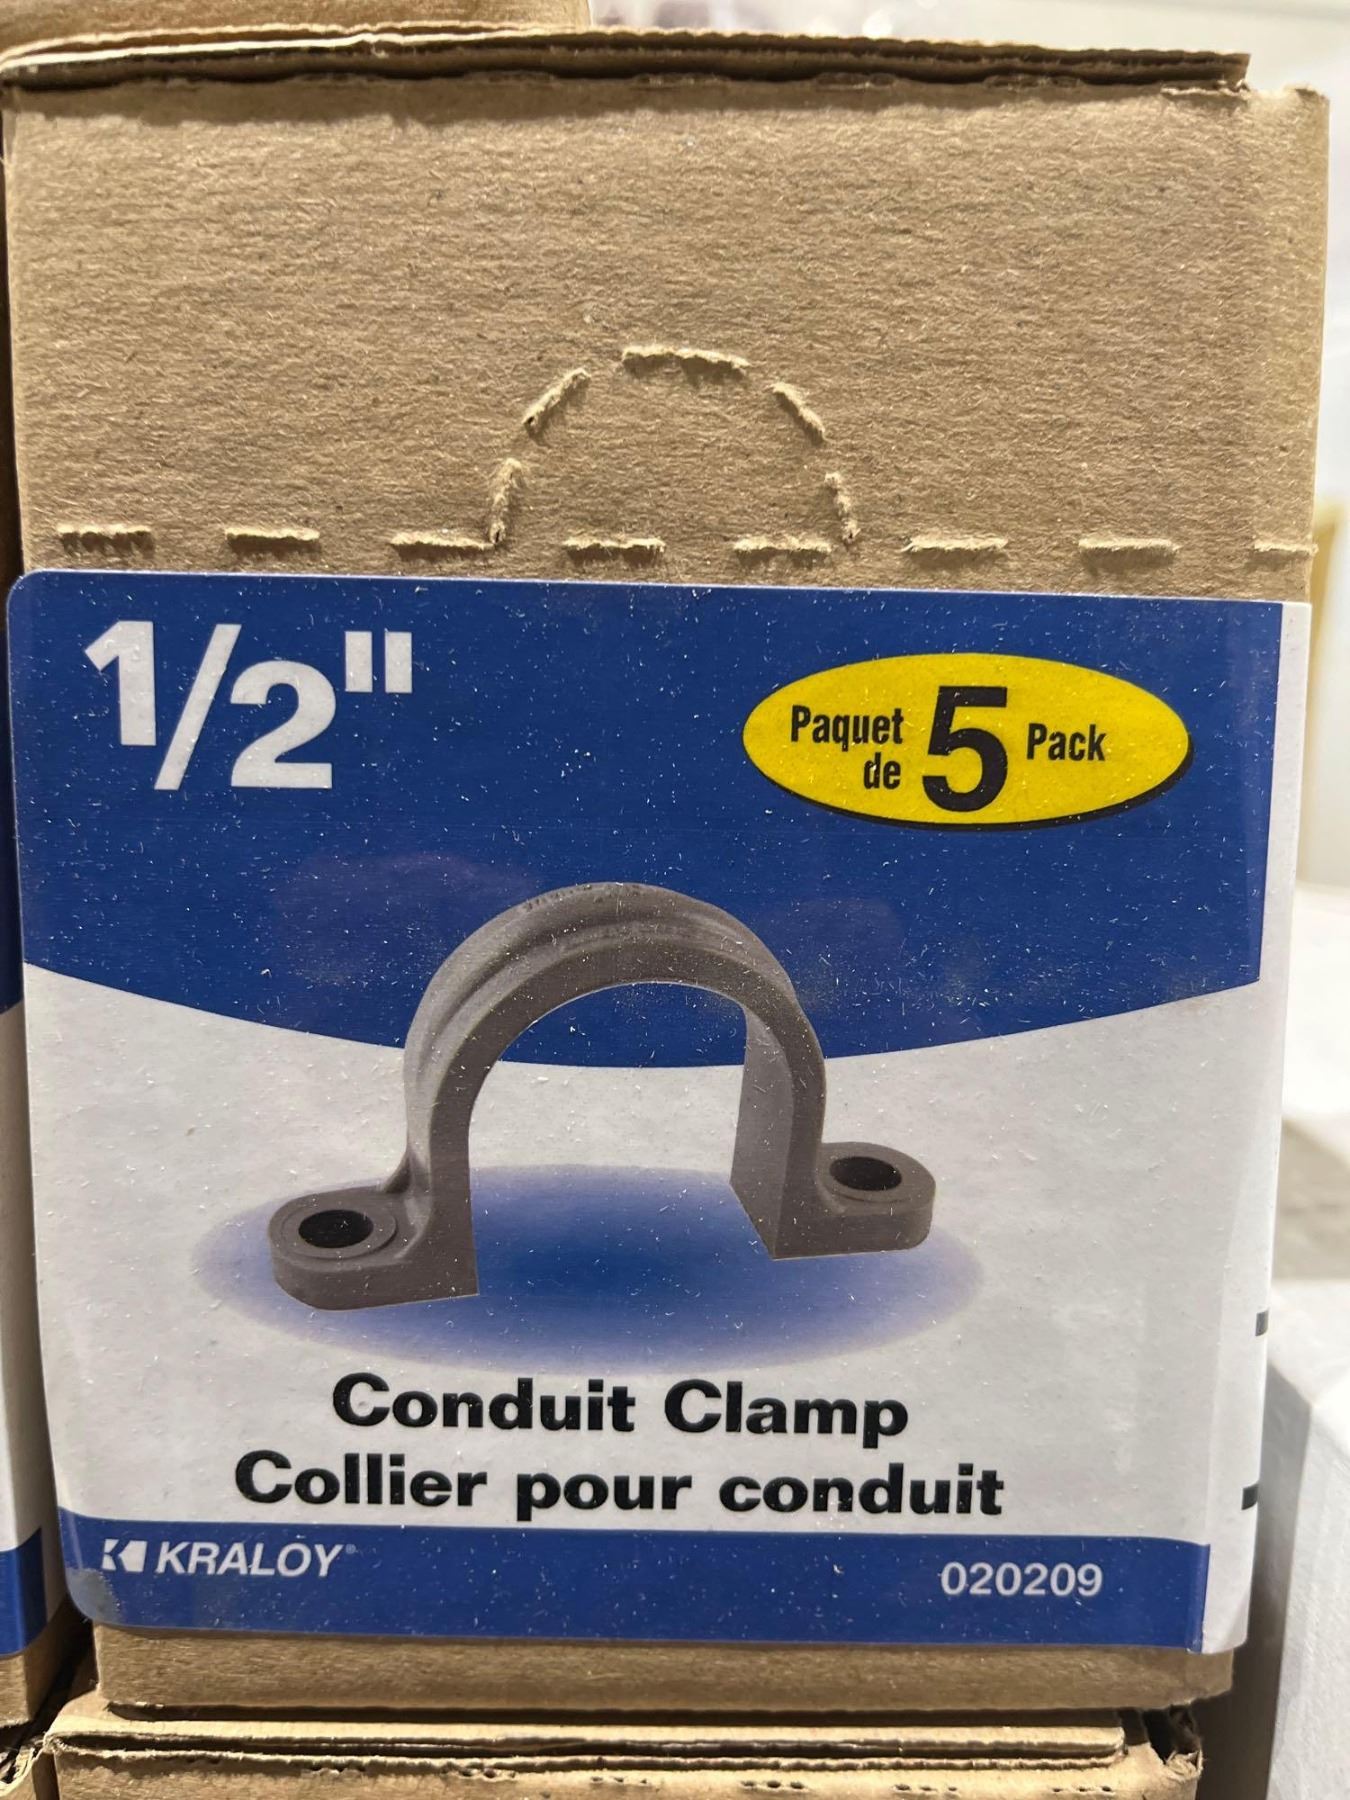 1/2"
Paquet de 5 Pack
Conduit Clamp
Collier pour conduit
KRALOY®
020209